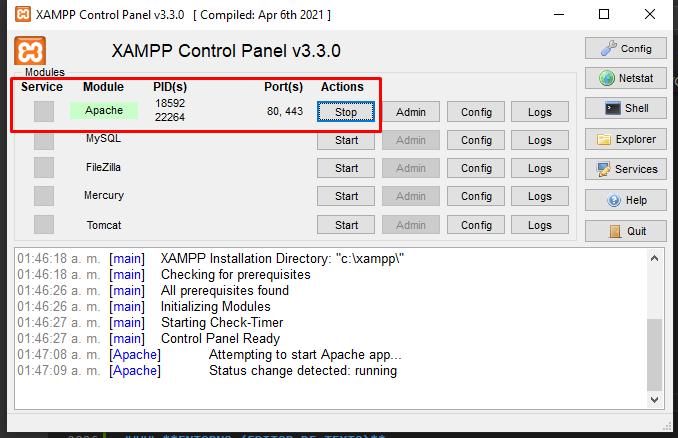 XAMPP Control Panel v3.3.0 [ Compiled: Apr 6th 2021 ]
XAMPP Control Panel v3.3.0
Config
Modules
Service Module PID(s) Port(s) Actions
Netstat
Apache 18592 22264 80, 443 Stop Admin Config Logs
Shell
MySQL Start Admin Config Logs
Explorer
FileZilla Start Admin Config Logs
Services
Mercury Start Admin Config Logs
Help
Tomcat Start Admin Config Logs
Quit
01:46:18 a. m. [main] XAMPP Installation Directory: "c:\xampp\"
01:46:18 a. m. [main] Checking for prerequisites
01:46:26 a. m. [main] All prerequisites found
01:46:26 a. m. [main] Initializing Modules
01:46:27 a. m. [main] Starting Check-Timer
01:46:27 a. m. [main] Control Panel Ready
01:47:08 a. m. [Apache] Attempting to start Apache app...
01:47:09 a. m. [Apache] Status change detected: running